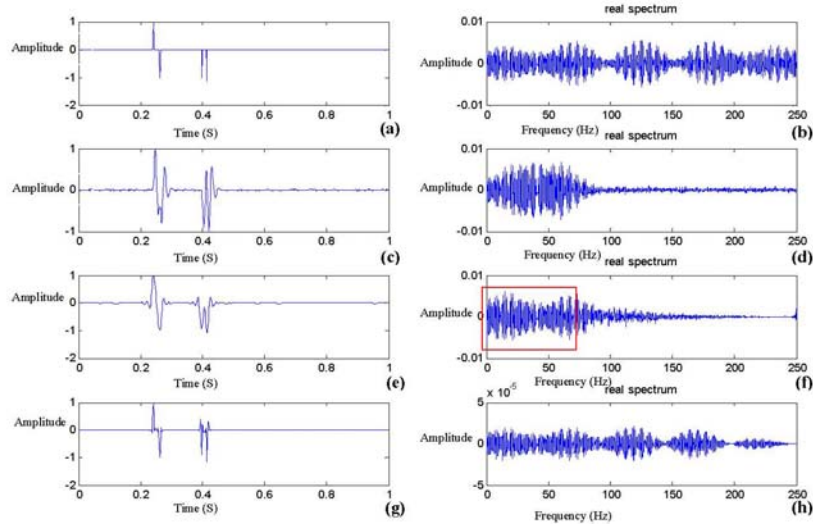 real spectrum
1
0
-1
-2
Amplitude
0 0.2 0.4 0.6 0.8 1
Time (S)
(a)
0.01
0
-0.01
Amplitude
0 50 100 150 200 250
Frequency (Hz)
(b)
real spectrum
1
0
-1
Amplitude
0 0.2 0.4 0.6 0.8 1
Time (S)
(c)
0.01
0
-0.01
Amplitude
0 50 100 150 200 250
Frequency (Hz)
(d)
real spectrum
1
0
-1
-2
Amplitude
0 0.2 0.4 0.6 0.8 1
Time (S)
(e)
0.01
0
-0.01
Amplitude
0 50 100 150 200 250
Frequency (Hz)
(f)
real spectrum
1
0
-1
-2
Amplitude
0 0.2 0.4 0.6 0.8 1
Time (S)
(g)
x 10-5
5
0
-5
Amplitude
0 50 100 150 200 250
Frequency (Hz)
(h)